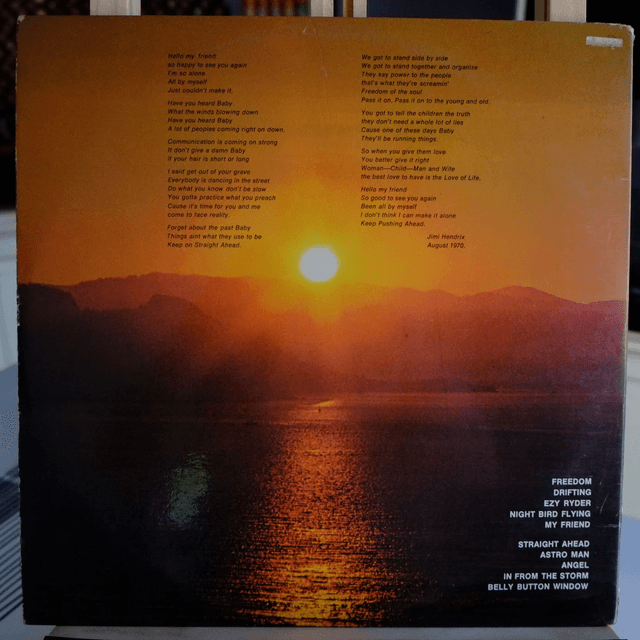 Hello my friend
so happy to see you again
I'm so alone
All by myself
Just couldn't make it.
Have you heard Baby
What the winds blowing down
Have you heard Baby
A lot of peoples coming right on down.
Communication is coming on strong
It don't give a damn Baby
If your hair is short or long
I said get out of your grave
Everybody is dancing in the street
Do what you know don't be slow
You gotta practice what you preach
Cause it's time for you and me
come to face reality.
Forget about the past Baby
Things aint what they use to be
Keep on Straight Ahead.
We got to stand side by side
We got to stand together and organize
They say power to the people
that's what they're screamin'
Freedom of the soul
Pass it on, Pass it on to the young and old.
You got to tell the children the truth
they don't need a whole lot of lies
Cause one of these days Baby
They'll be running things.
So when you give them love
You better give it right
Woman—Child—Man and Wife
the best love to have is the Love of Life.
Hello my friend
So good to see you again
Been all by myself
I don't think I can make it alone
Keep Pushing Ahead.
Jimi Hendrix
August 1970.
FREEDOM
DRIFTING
EZY RYDER
NIGHT BIRD FLYING
MY FRIEND
STRAIGHT AHEAD
ASTRO MAN
ANGEL
IN FROM THE STORM
BELLY BUTTON WINDOW